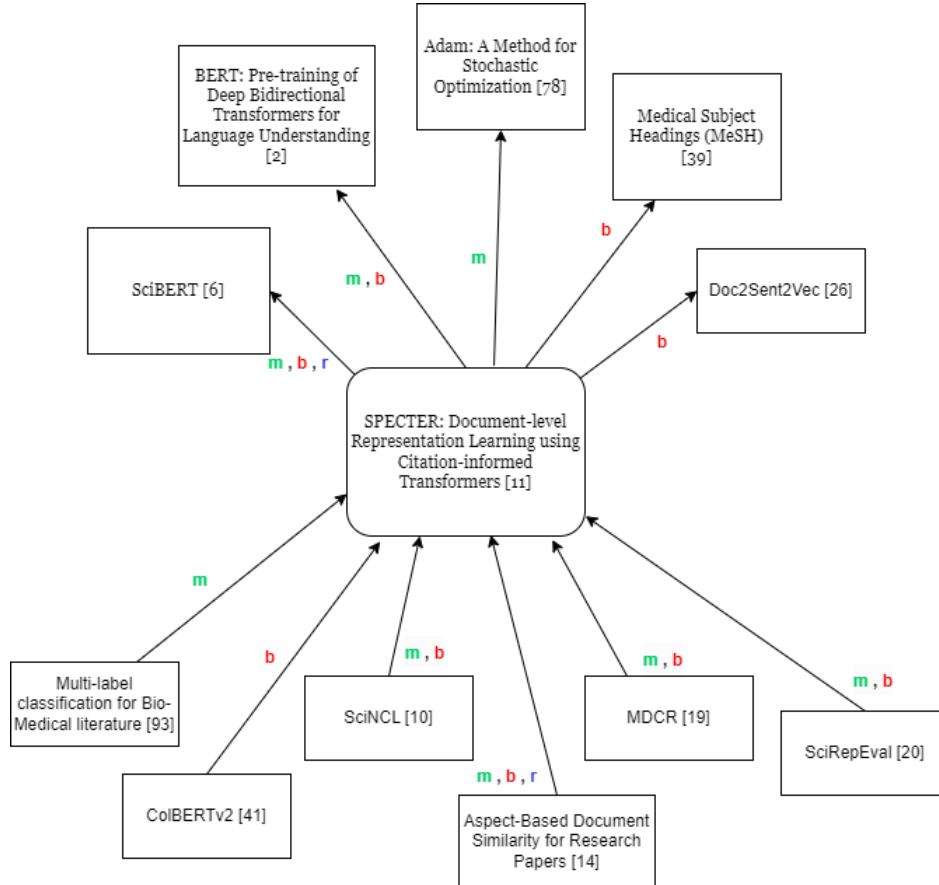 Adam: A Method for
Stochastic
Optimization [78]
BERT: Pre-training of
Deep Bidirectional
Transformers for
Language Understanding
[2]
Medical Subject
Headings (MeSH)
[39]
b
m
m , b
SciBERT [6]
Doc2Sent2Vec [26]
b
m , b , r
SPECTER: Document-level
Representation Learning using
Citation-informed
Transformers [11]
m
b
m , b
m , b
m , b
Multi-label
classification for Bio-
Medical literature [93]
SciNCL [10]
MDCR [19]
SciRepEval [20]
m , b , r
ColBERTv2 [41]
Aspect-Based Document
Similarity for Research
Papers [14]